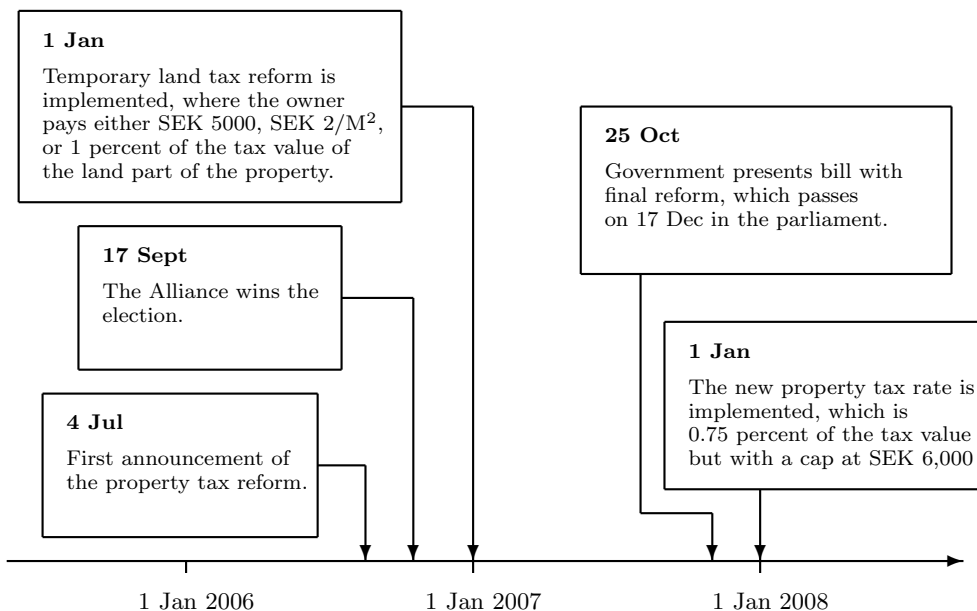 1 Jan
Temporary land tax reform is
implemented, where the owner
pays either SEK 5000, SEK 2/M²,
or 1 percent of the tax value of
the land part of the property.
17 Sept
The Alliance wins the
election.
4 Jul
First announcement of
the property tax reform.
25 Oct
Government presents bill with
final reform, which passes
on 17 Dec in the parliament.
1 Jan
The new property tax rate is
implemented, which is
0.75 percent of the tax value
but with a cap at SEK 6,000
1 Jan 2006
1 Jan 2007
1 Jan 2008